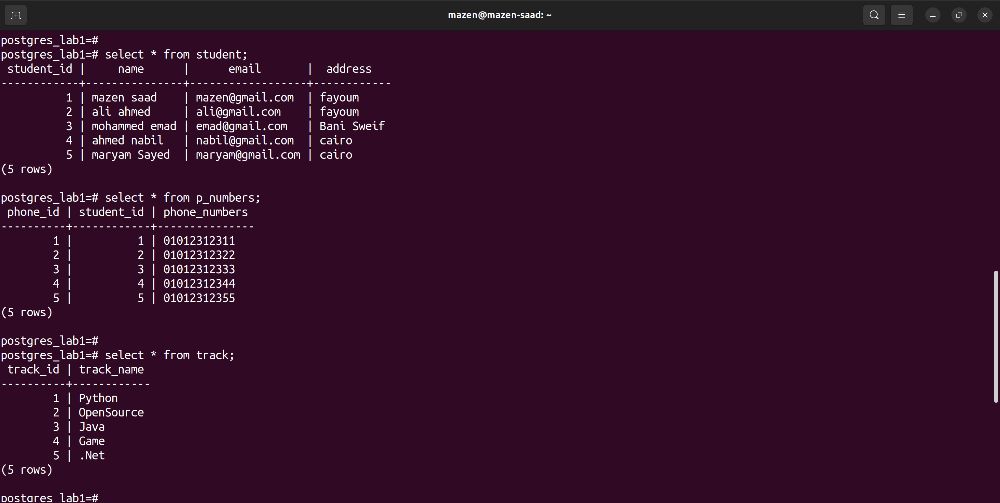 mazen@mazen-saad: ~
postgres_lab1=#
postgres_lab1=# select * from student;
 student_id |     name      |      email       |  address
------------+---------------+------------------+------------
          1 | mazen saad    | mazen@gmail.com  | fayoum
          2 | ali ahmed     | ali@gmail.com    | fayoum
          3 | mohammed emad | emad@gmail.com   | Bani Sweif
          4 | ahmed nabil   | nabil@gmail.com  | cairo
          5 | maryam Sayed  | maryam@gmail.com | cairo
(5 rows)

postgres_lab1=# select * from p_numbers;
 phone_id | student_id | phone_numbers
----------+------------+---------------
        1 |          1 | 01012312311
        2 |          2 | 01012312322
        3 |          3 | 01012312333
        4 |          4 | 01012312344
        5 |          5 | 01012312355
(5 rows)

postgres_lab1=#
postgres_lab1=# select * from track;
 track_id | track_name
----------+------------
        1 | Python
        2 | OpenSource
        3 | Java
        4 | Game
        5 | .Net
(5 rows)

postgres_lab1=#